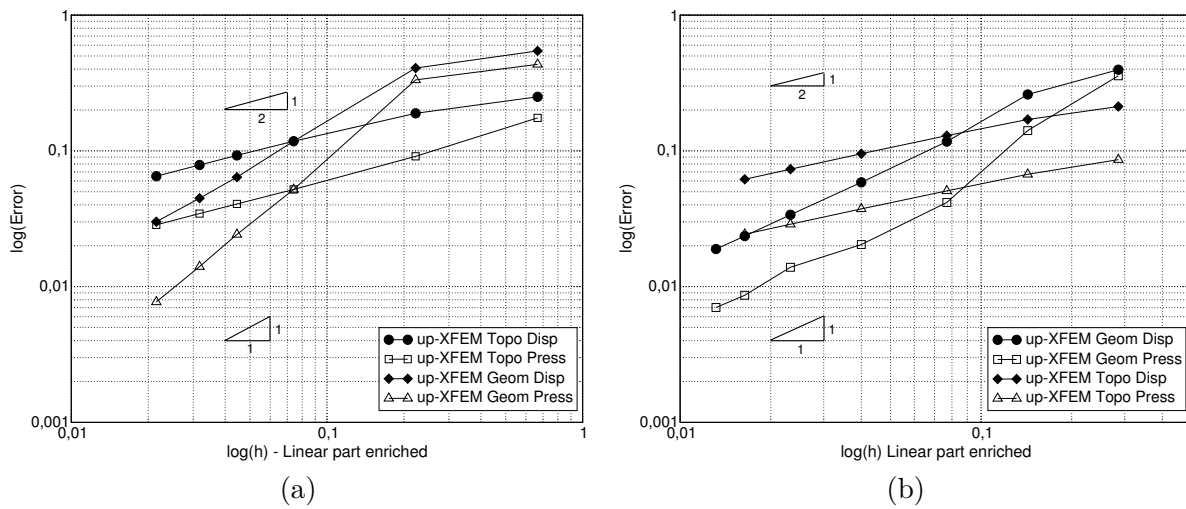 1
0,1
0,01
0,001
log(Error)
1
2
1
1
up-XFEM Topo Disp
up-XFEM Topo Press
up-XFEM Geom Disp
up-XFEM Geom Press
0,01
0,1
1
log(h) - Linear part enriched
(a)
1
0,1
0,01
0,001
log(Error)
1
2
1
1
up-XFEM Geom Disp
up-XFEM Geom Press
up-XFEM Topo Disp
up-XFEM Topo Press
0,01
0,1
log(h) Linear part enriched
(b)